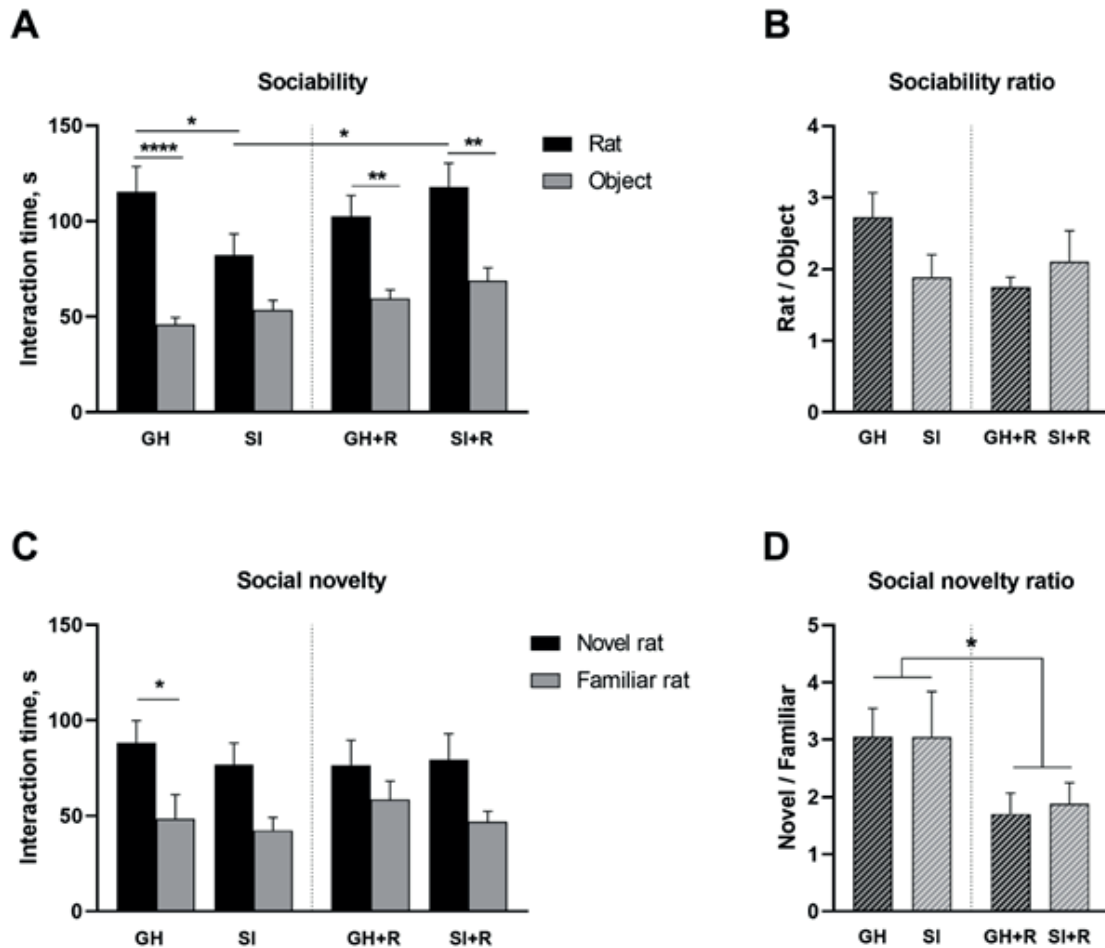 A
Sociability
Interaction time, s
150
100
50
0
* * **
**** **
Rat
Object
GH SI GH+R SI+R
B
Sociability ratio
Rat / Object
4
3
2
1
0
GH SI GH+R SI+R
C
Social novelty
Interaction time, s
150
100
50
0
*
Novel rat
Familiar rat
GH SI GH+R SI+R
D
Social novelty ratio
Novel / Familiar
5
4
3
2
1
0
*
GH SI GH+R SI+R